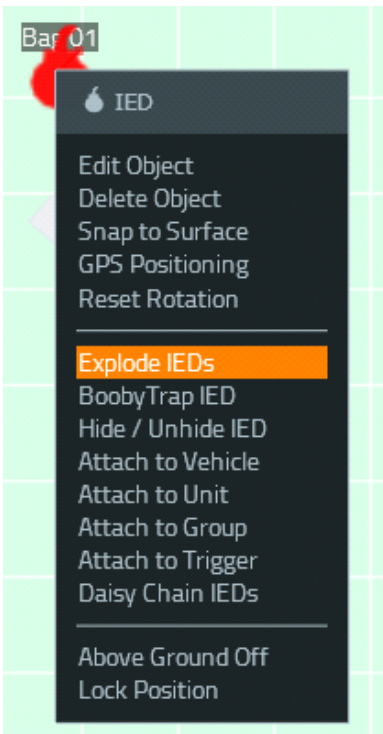 Bag 01
IED
Edit Object
Delete Object
Snap to Surface
GPS Positioning
Reset Rotation
Explode IEDs
BoobyTrap IED
Hide / Unhide IED
Attach to Vehicle
Attach to Unit
Attach to Group
Attach to Trigger
Daisy Chain IEDs
Above Ground Off
Lock Position